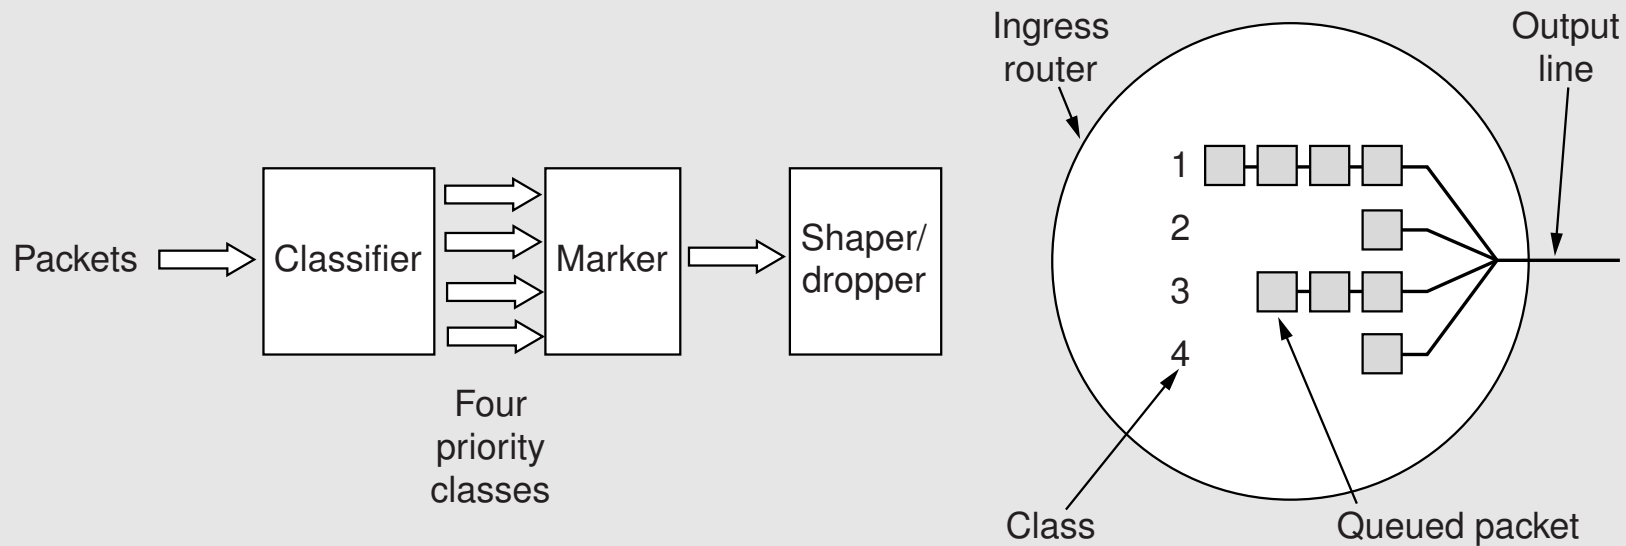 Packets
Classifier
Four
priority
classes
Marker
Shaper/
dropper
Ingress
router
Output
line
1
2
3
4
Class
Queued packet